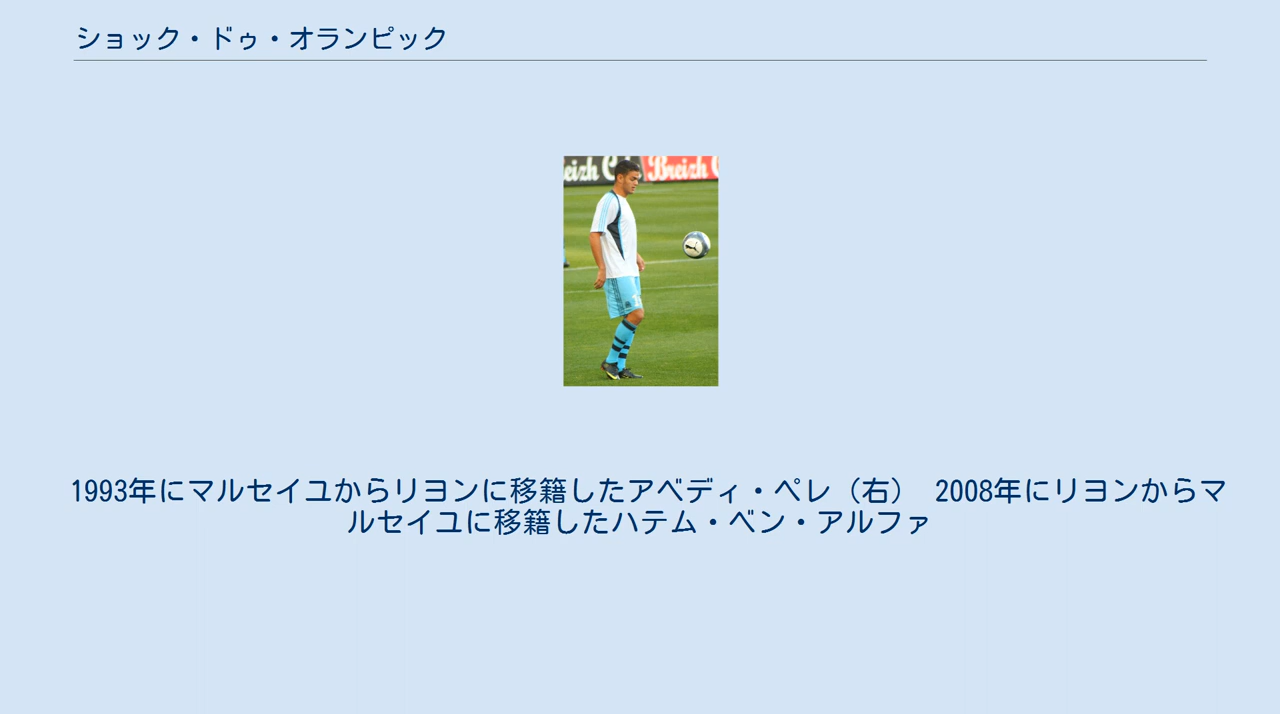 ショック・ドゥ・オランピック
Breizh
1993年にマルセイユからリヨンに移籍したアベディ・ペレ（右） 2008年にリヨンからマ
ルセイユに移籍したハテム・ベン・アルファ